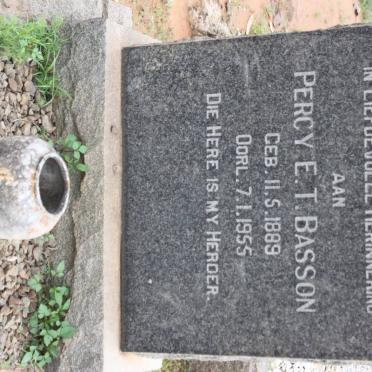 IN LIEFDEVOLLE HERINNERING
AAN
PERCY E.T. BASSON
GEB. 11.5.1889
OORL. 7.1.1955
DIE HERE IS MY HERDER.